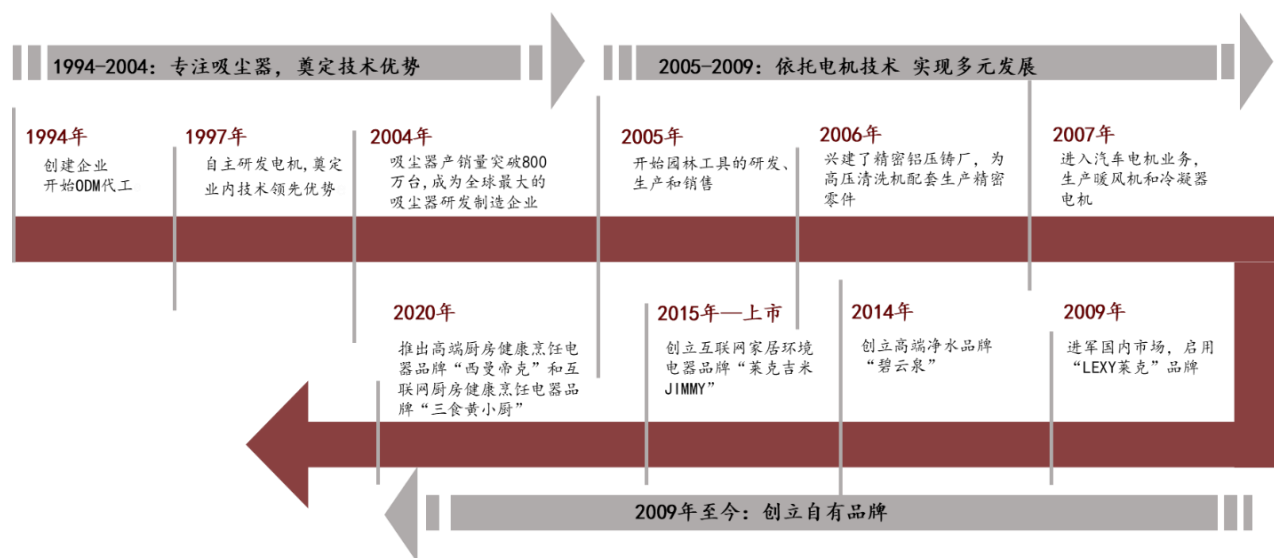 1994-2004：专注吸尘器，奠定技术优势
2005-2009：依托电机技术 实现多元发展
1994年
创建企业
开始ODM代工
1997年
自主研发电机,奠定
业内技术领先优势
2004年
吸尘器产销量突破800
万台,成为全球最大的
吸尘器研发制造企业
2005年
开始园林工具的研发、
生产和销售
2006年
兴建了精密铝压铸厂，为
高压清洗机配套生产精密
零件
2007年
进入汽车电机业务，
生产暖风机和冷凝器
电机
2020年
推出高端厨房健康烹饪电
器品牌“西曼帝克”和互
联网厨房健康烹饪电器品
牌“三食黄小厨”
2015年—上市
创立互联网家居环境
电器品牌“莱克吉米
JIMMY”
2014年
创立高端净水品牌
“碧云泉”
2009年
进军国内市场，启用
“LEXY莱克”品牌
2009年至今：创立自有品牌